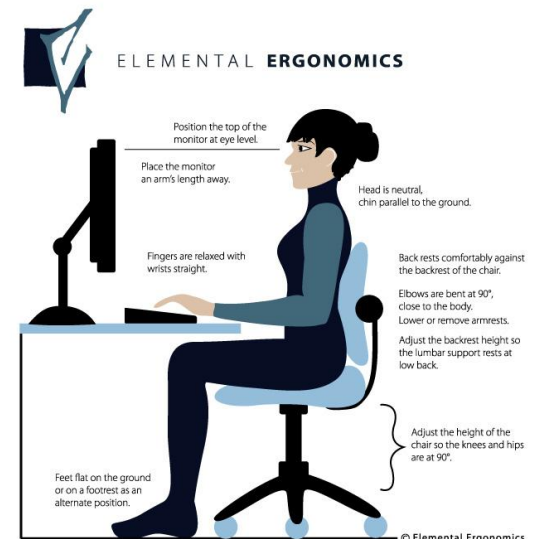 ELEMENTAL ERGONOMICS
Position the top of the
monitor at eye level.
Place the monitor
an arm's length away.
Head is neutral,
chin parallel to the ground.
Fingers are relaxed with
wrists straight.
Back rests comfortably against
the backrest of the chair.
Elbows are bent at 90°,
close to the body.
Lower or remove armrests.
Adjust the backrest height so
the lumbar support rests at
low back.
Adjust the height of the
chair so the knees and hips
are at 90°.
Feet flat on the ground
or on a footrest as an
alternate position.
© Elemental Ergonomics